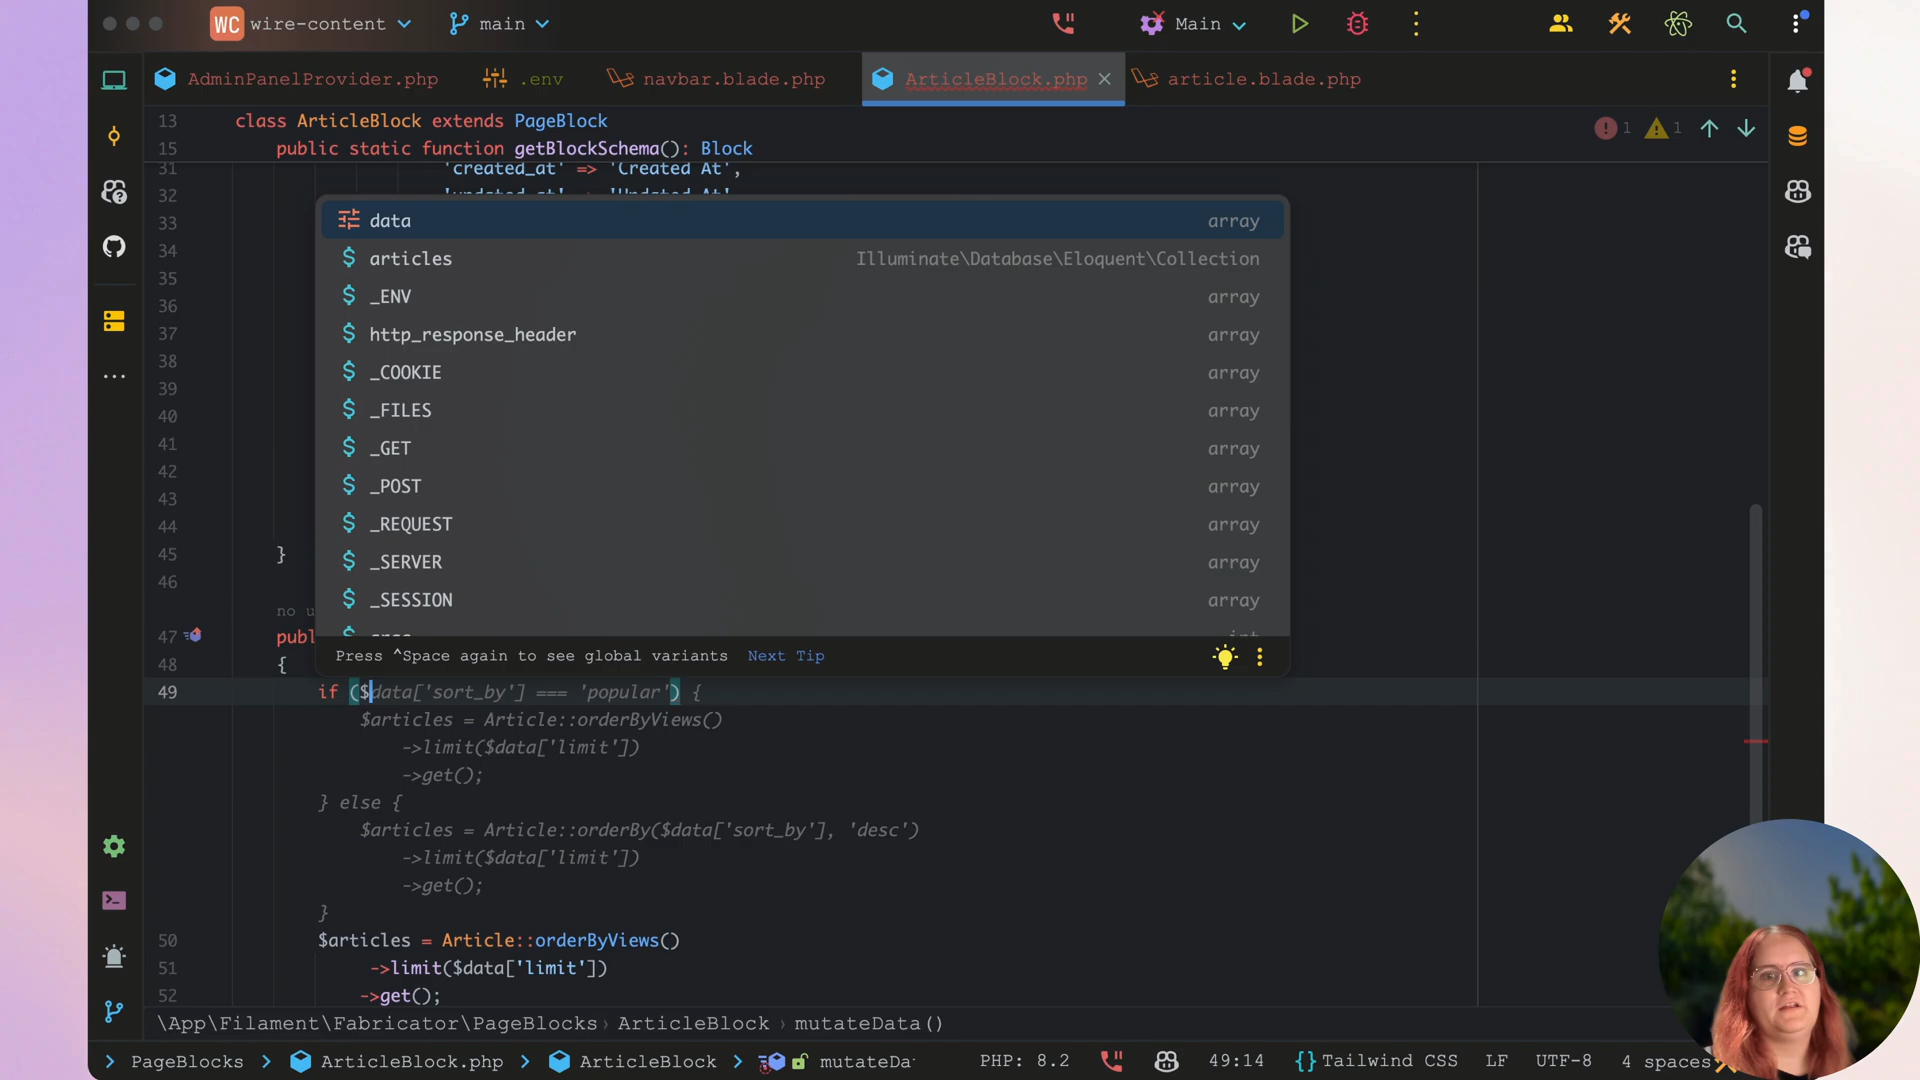 WC wire-content main Main
AdminPanelProvider.php .env navbar.blade.php ArticleBlock.php article.blade.php
13 class ArticleBlock extends PageBlock 1 1
15 public static function getBlockSchema(): Block
31 'created_at' => 'Created At',
32 'updated_at' => 'Updated At'
33 data array
34 articles Illuminate\Database\Eloquent\Collection
35
36 _ENV array
37 http_response_header array
38 _COOKIE array
39
40 _FILES array
41 _GET array
42 _POST array
43
44 _REQUEST array
45 } _SERVER array
46
_SESSION array
no u
47 publ
Press ^Space again to see global variants Next Tip
48 {
49 if ($data['sort_by'] === 'popular') {
$articles = Article::orderByViews()
->limit($data['limit'])
->get();
} else {
$articles = Article::orderBy($data['sort_by'], 'desc')
->limit($data['limit'])
->get();
}
50 $articles = Article::orderByViews()
51 ->limit($data['limit'])
52 ->get();
\App\Filament\Fabricator\PageBlocks › ArticleBlock › mutateData()
PageBlocks ArticleBlock.php ArticleBlock mutateDa PHP: 8.2 49:14 Tailwind CSS LF UTF-8 4 spaces